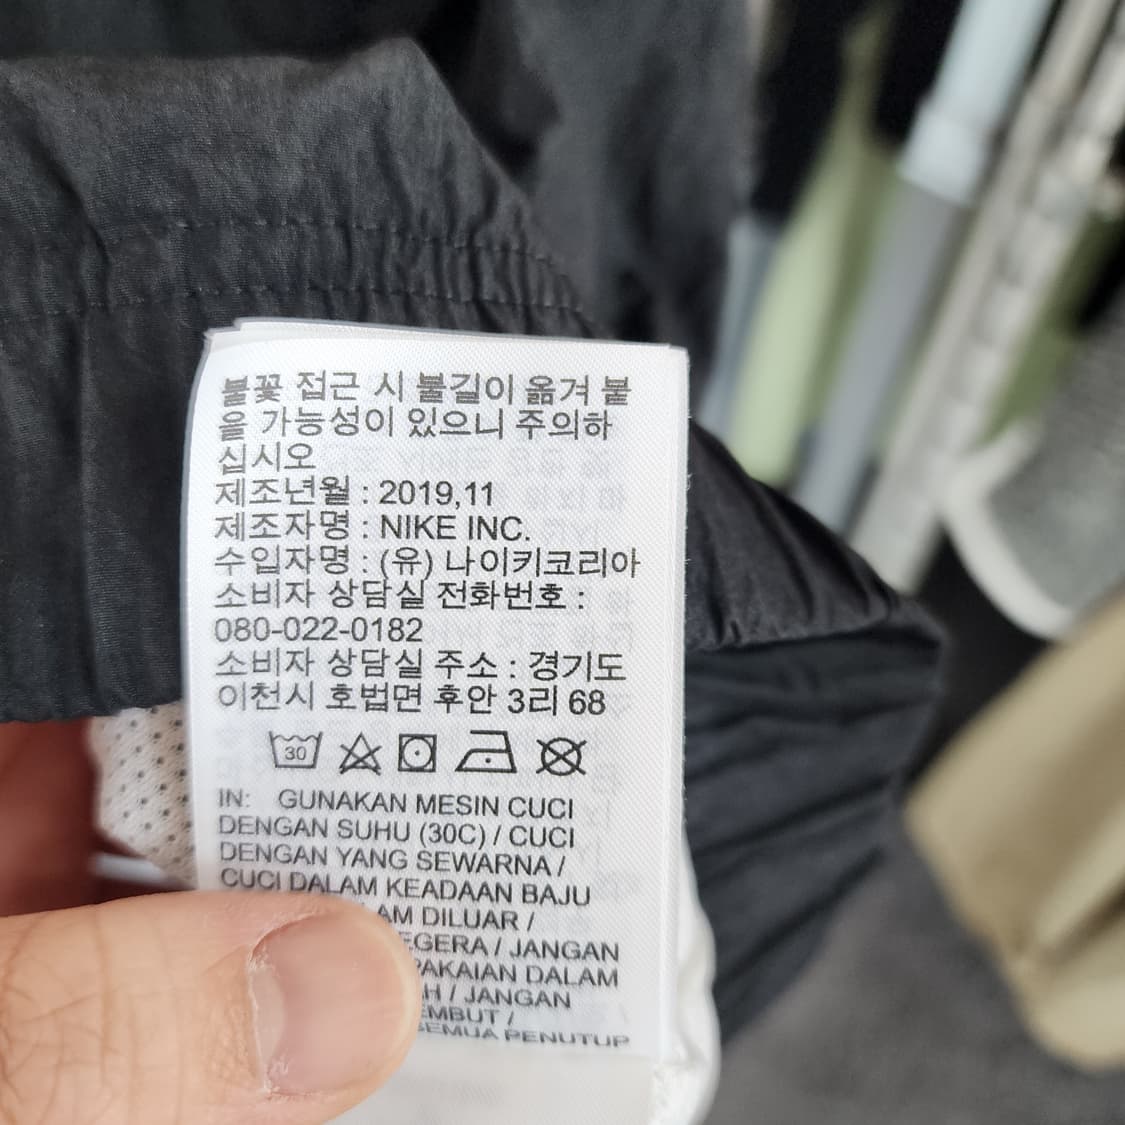 불꽃 접근 시 불길이 옮겨 붙
을 가능성이 있으니 주의하
십시오
제조년월 : 2019,11
제조자명 : NIKE INC.
수입자명 : (유) 나이키코리아
소비자 상담실 전화번호 :
080-022-0182
소비자 상담실 주소 : 경기도
이천시 호법면 후안 3리 68
30
IN: GUNAKAN MESIN CUCI
DENGAN SUHU (30C) / CUCI
DENGAN YANG SEWARNA /
CUCI DALAM KEADAAN BAJU
AM DILUAR /
EGERA / JANGAN
PAKAIAN DALAM
H / JANGAN
EMBUT /
SEMUA PENUTUP